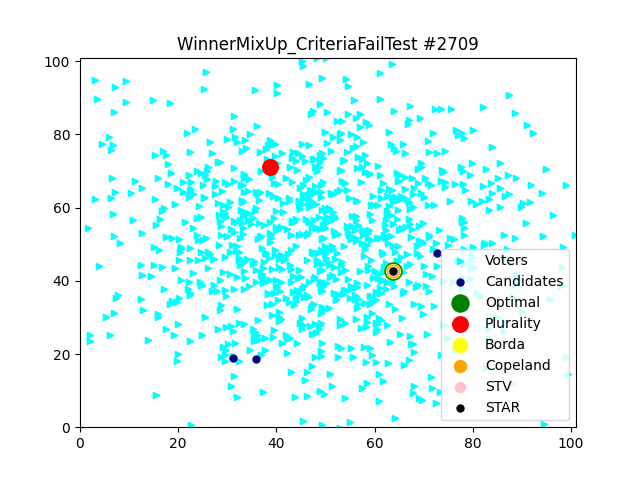 WinnerMixUp_CriteriaFailTest #2709
100
80
60
40
20
0
0 20 40 60 80 100
Voters
Candidates
Optimal
Plurality
Borda
Copeland
STV
STAR